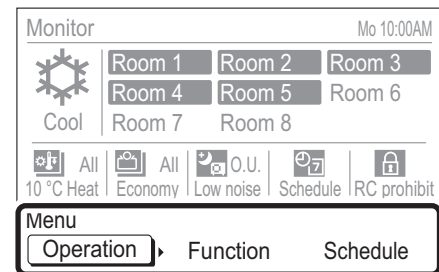 Monitor Mo 10:00AM
Room 1 Room 2 Room 3
Room 4 Room 5 Room 6
Cool Room 7 Room 8
All All O.U. 7
10 °C Heat Economy Low noise Schedule RC prohibit
Menu
Operation Function Schedule